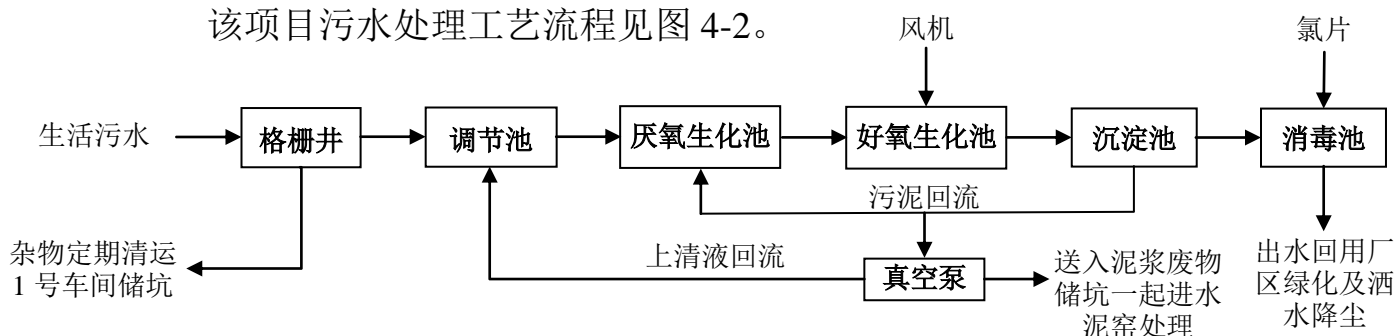 该项目污水处理工艺流程见图 4-2。
风机
氯片
生活污水
格栅井
调节池
厌氧生化池
好氧生化池
沉淀池
消毒池
污泥回流
杂物定期清运
1 号车间储坑
上清液回流
真空泵
送入泥浆废物
储坑一起进水
泥窑处理
出水回用厂
区绿化及洒
水降尘